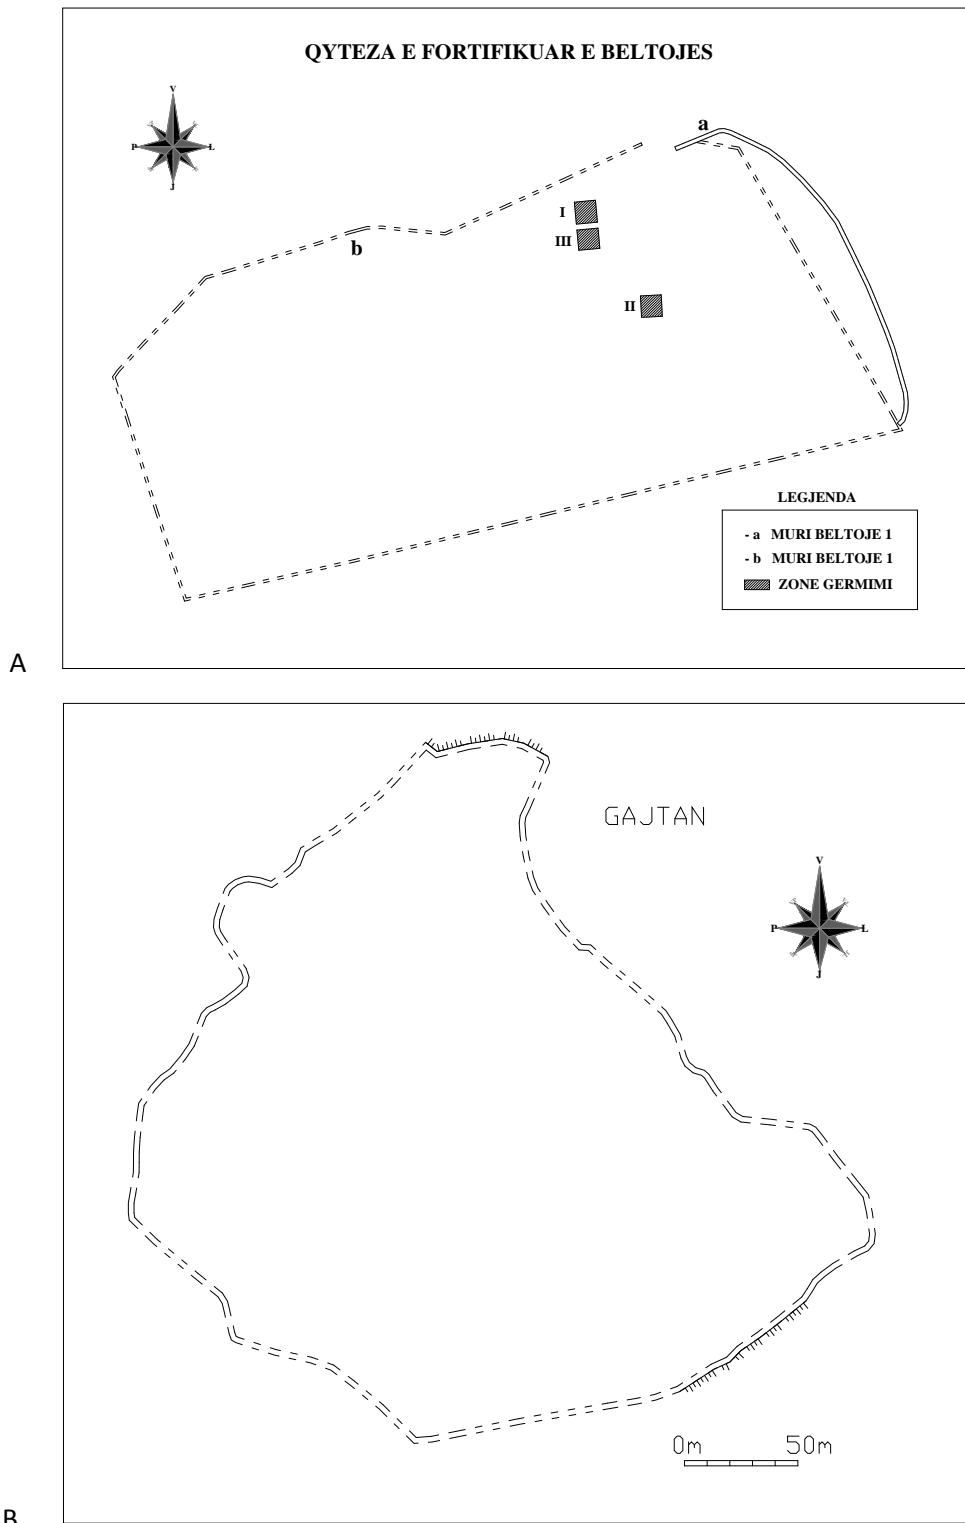 QYTEZA E FORTIFIKUAR E BELTOJES
V
P L
J
a
b
I
III
II
LEGJENDA
- a MURI BELTOJE 1
- b MURI BELTOJE 1
ZONE GERMIMI
A
GAJTAN
V
P L
J
0m 50m
B